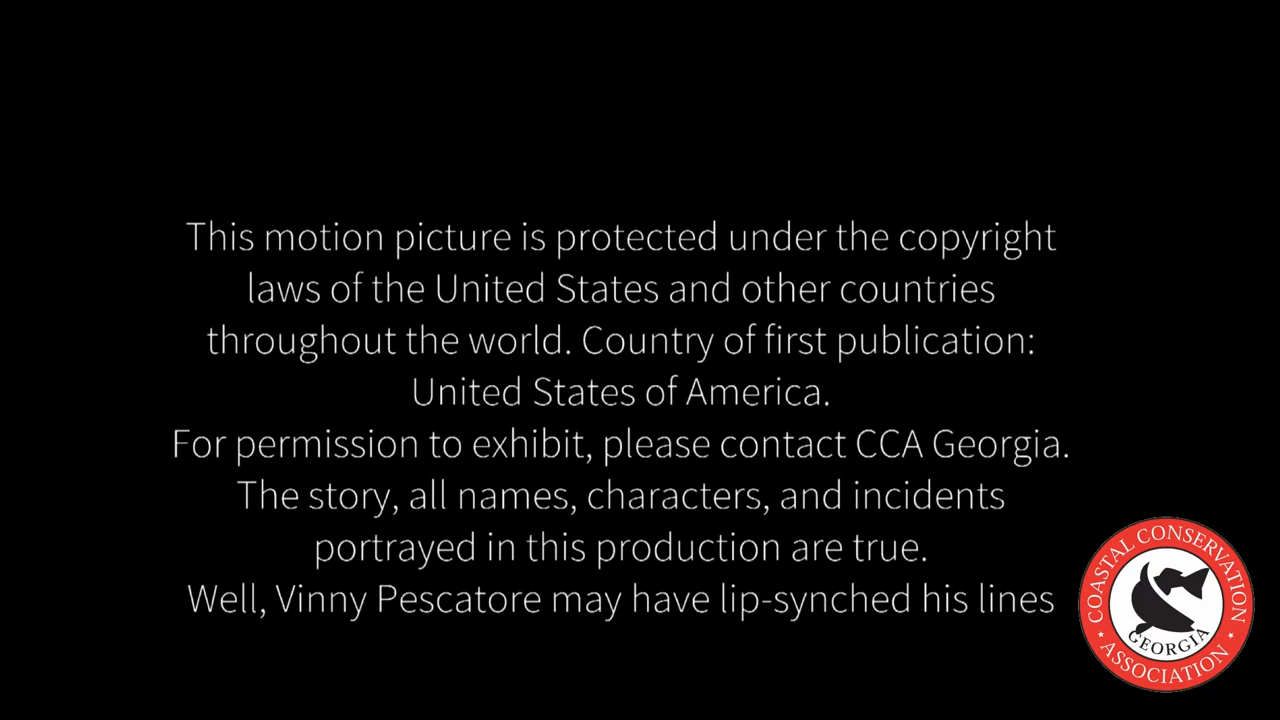 This motion picture is protected under the copyright
laws of the United States and other countries
throughout the world. Country of first publication:
United States of America.
For permission to exhibit, please contact CCA Georgia.
The story, all names, characters, and incidents
portrayed in this production are true.
Well, Vinny Pescatore may have lip-synched his lines
COASTAL CONSERVATION
GEORGIA
ASSOCIATION